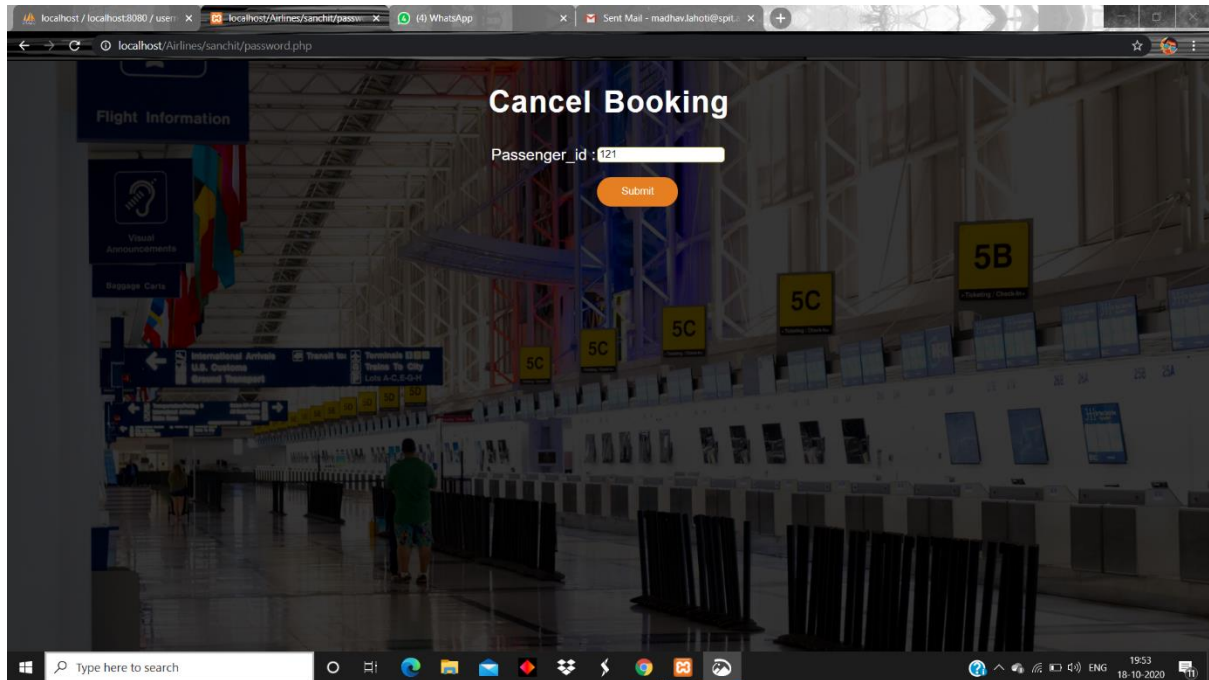 localhost / localhost:8080 / user
localhost/Airlines/sanchit/passw
(4) WhatsApp
Sent Mail - madhav.lahoti@spit.
localhost/Airlines/sanchit/password.php
Cancel Booking
Passenger_id : 121
Submit
Flight Information
Visual
Announcements
Baggage Carts
International Arrivals
U.S. Customs
Ground Transport
Transit to:
Terminals
Trains To City
Lots A-C, E-G-H
5B
5C
5C
5C
5C
Type here to search
ENG
19:53
18-10-2020